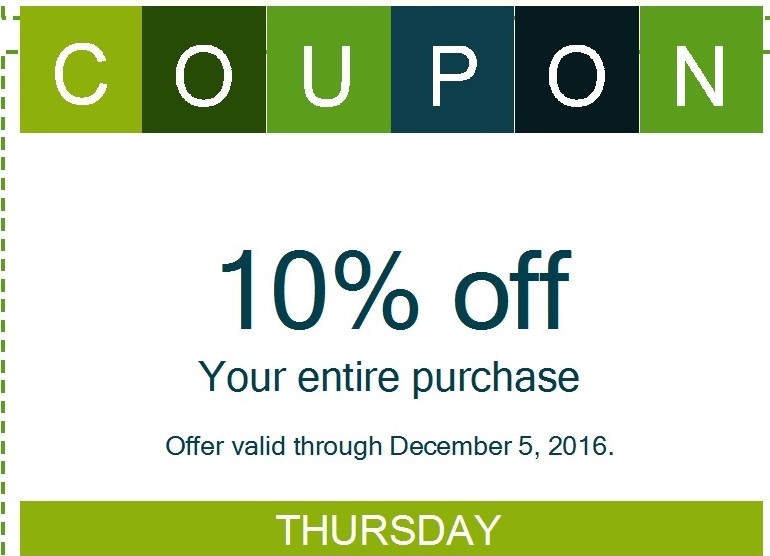 COUPON
10% off
Your entire purchase
Offer valid through December 5, 2016.
THURSDAY